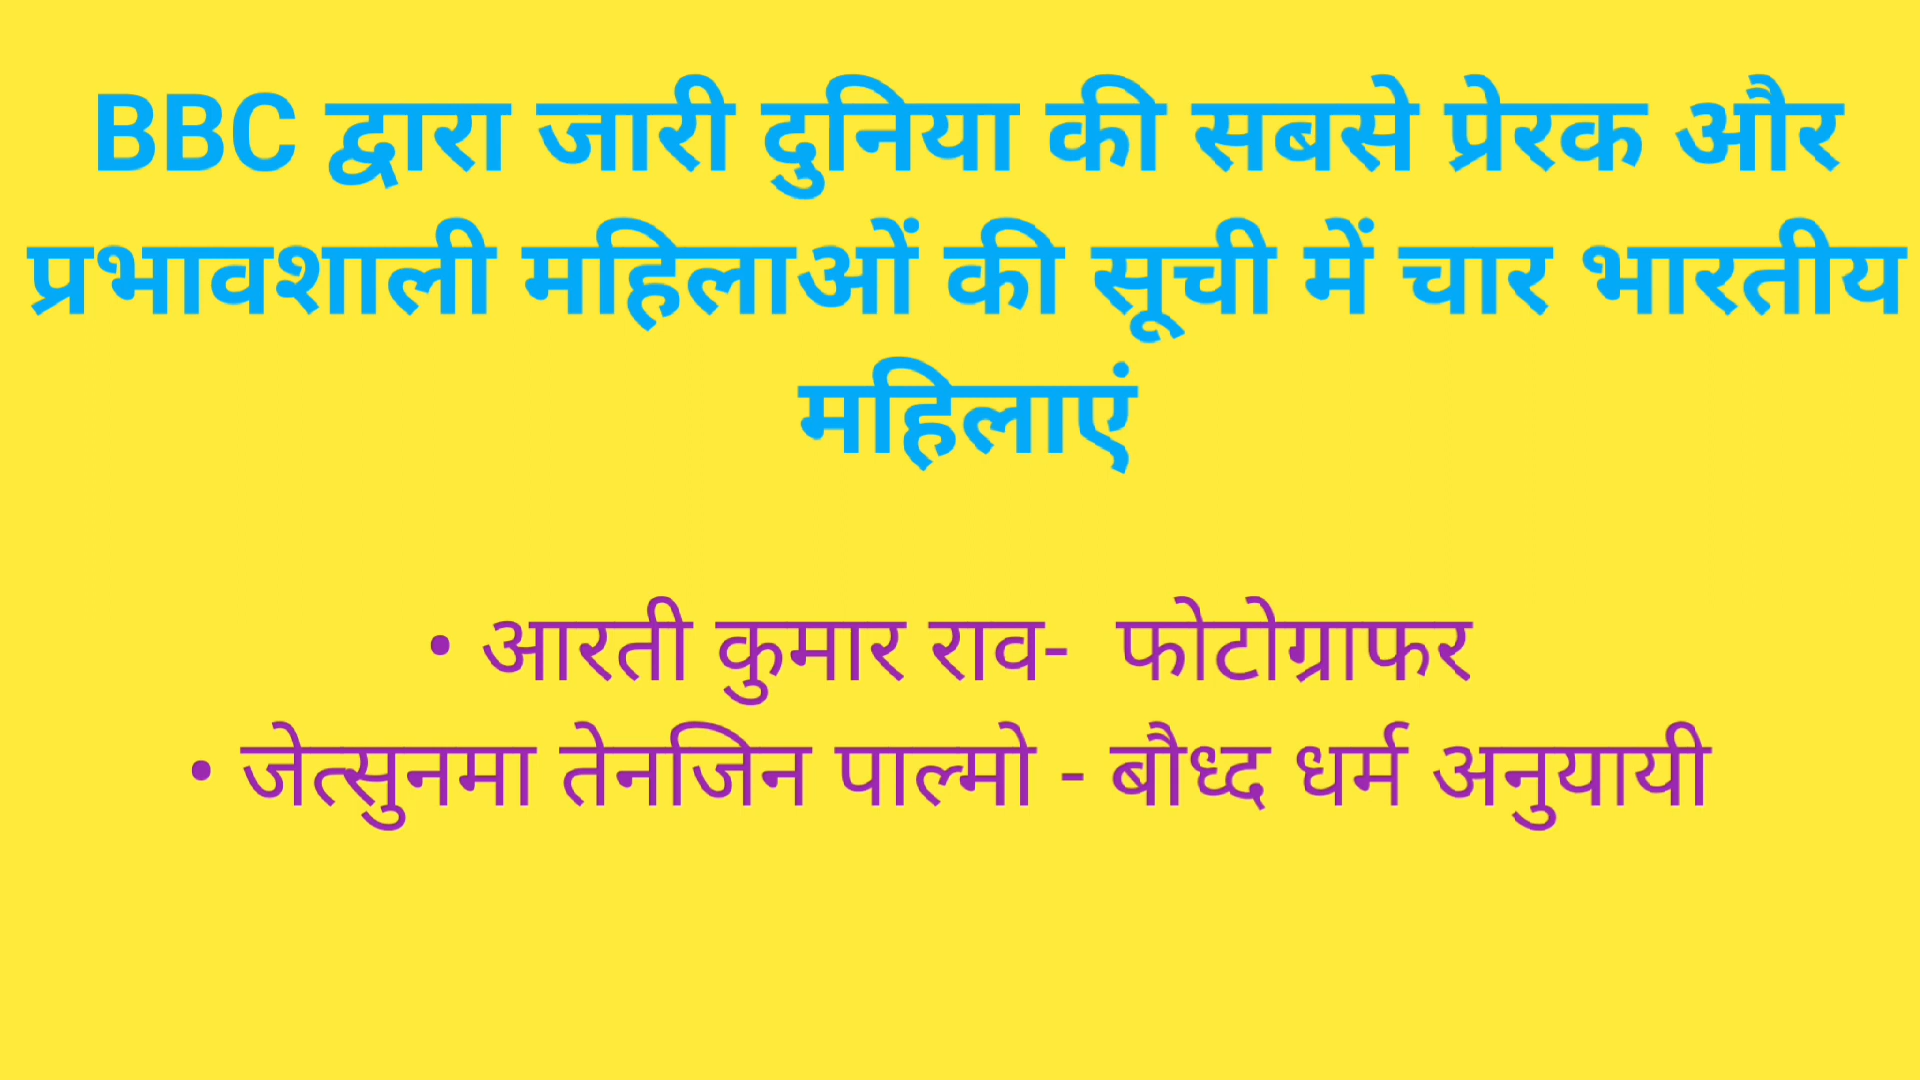 BBC द्वारा जारी दुनिया की सबसे प्रेरक और
प्रभावशाली महिलाओं की सूची में चार भारतीय
महिलाएं
• आरती कुमार राव- फोटोग्राफर
• जेत्सुनमा तेनजिन पाल्मो - बौध्द धर्म अनुयायी